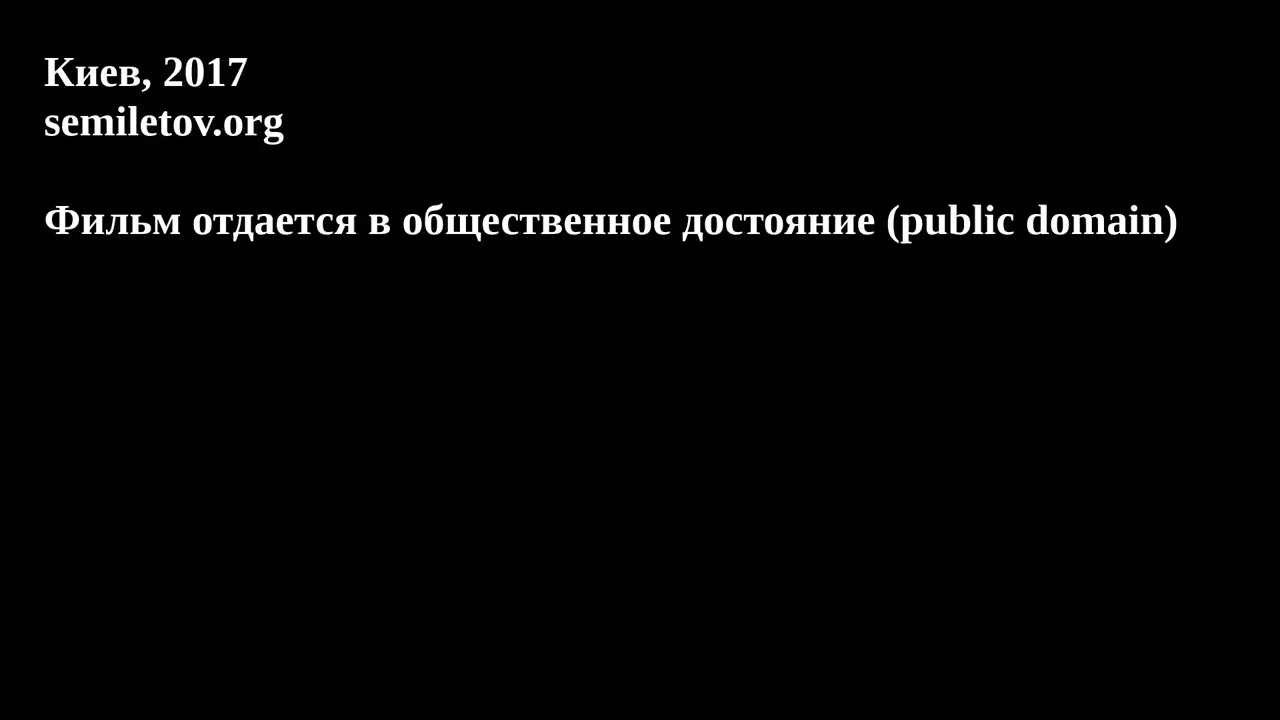 Киев, 2017
semiletov.org
Фильм отдается в общественное достояние (public domain)